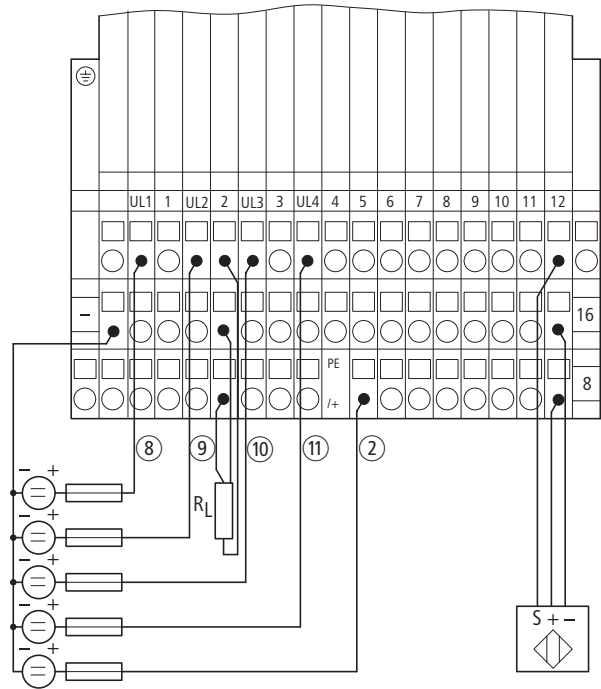 UL1 1 UL2 2 UL3 3 UL4 4 5 6 7 8 9 10 11 12
– 16
PE
/+
8
8 9 10 11 2
– +
– +
RL
– +
– +
– +
S + –